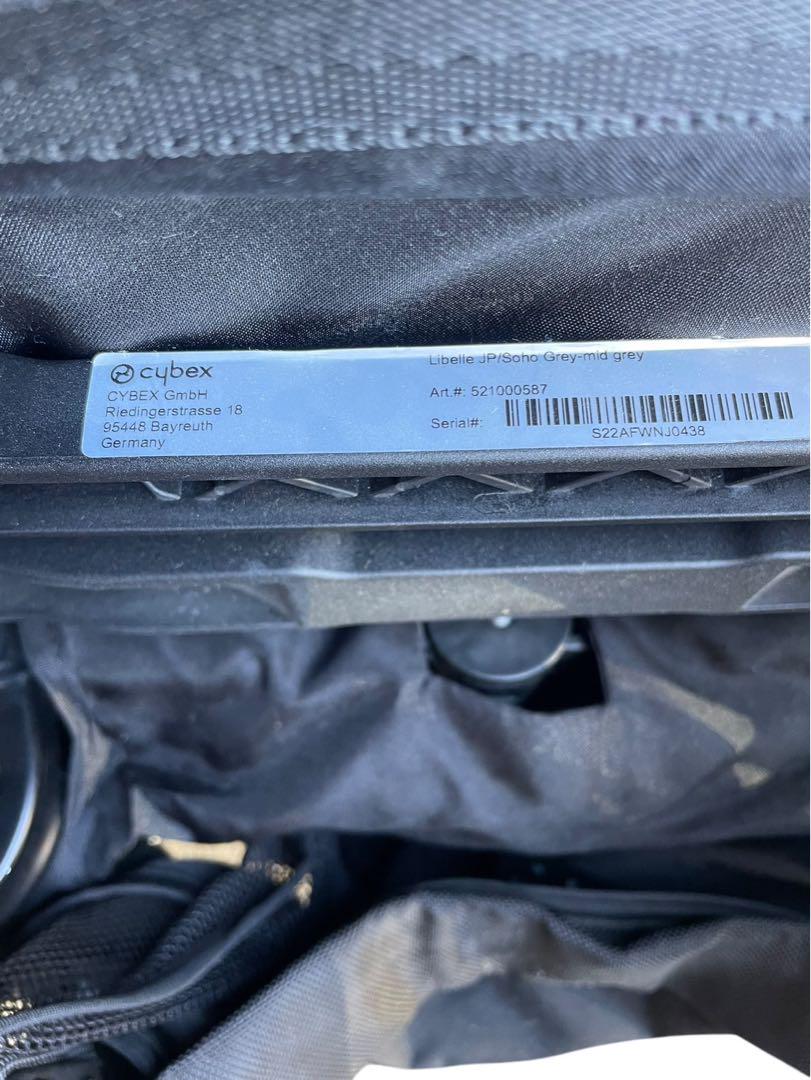 cybex
CYBEX GmbH
Riedingerstrasse 18
95448 Bayreuth
Germany
Libelle JP/Soho Grey-mid grey
Art.#: 521000587
Serial#:
S22AFWNJ0438